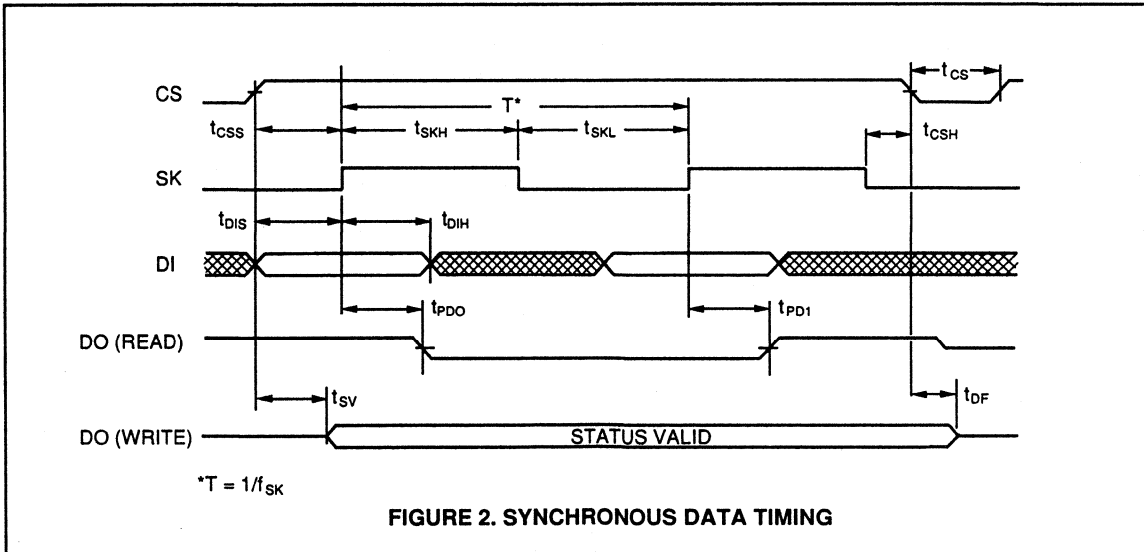 CS
t_CS
T*
t_CSS t_SKH t_SKL t_CSH
SK
t_DIS t_DIH
DI
t_PDO t_PD1
DO (READ)
t_SV t_DF
DO (WRITE) STATUS VALID
*T = 1/f_SK
FIGURE 2. SYNCHRONOUS DATA TIMING